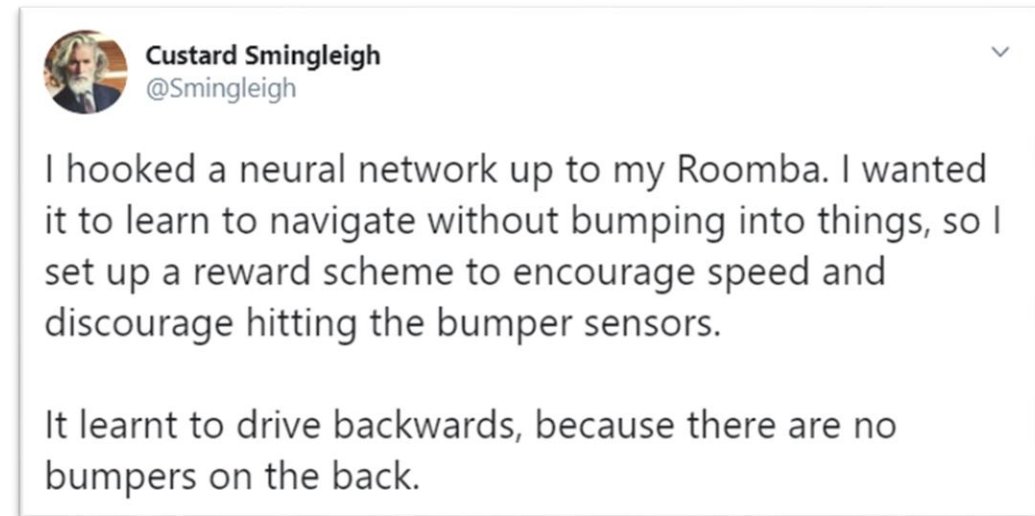 Custard Smingleigh
@Smingleigh
I hooked a neural network up to my Roomba. I wanted
it to learn to navigate without bumping into things, so I
set up a reward scheme to encourage speed and
discourage hitting the bumper sensors.
It learnt to drive backwards, because there are no
bumpers on the back.